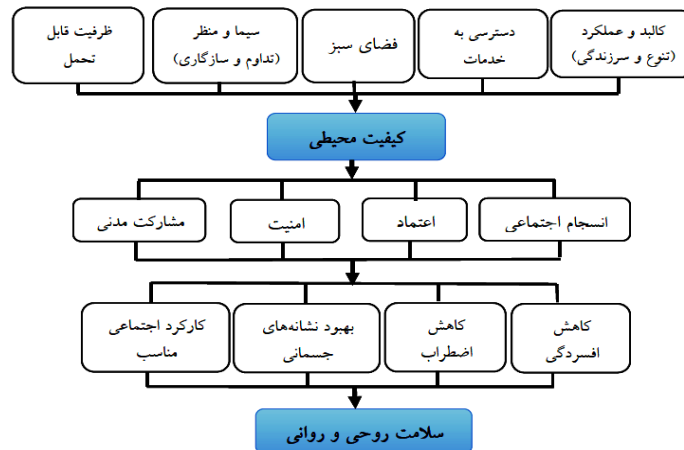 کالبد و عملکرد
(تنوع و سرزندگی)
دسترسی به
خدمات
فضای سبز
سیما و منظر
(تداوم و سازگاری)
ظرفیت قابل
تحمل
کیفیت محیطی
انسجام اجتماعی
اعتماد
امنیت
مشارکت مدنی
کاهش
افسردگی
کاهش
اضطراب
بهبود نشانه‌های
جسمانی
کارکرد اجتماعی
مناسب
سلامت روحی و روانی